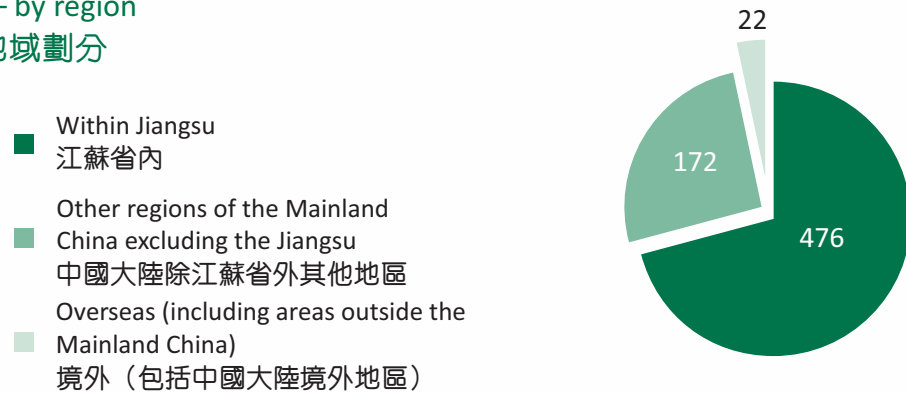 – by region
地域劃分
22
Within Jiangsu
江蘇省內
172
Other regions of the Mainland
China excluding the Jiangsu
中國大陸除江蘇省外其他地區
476
Overseas (including areas outside the
Mainland China)
境外（包括中國大陸境外地區）